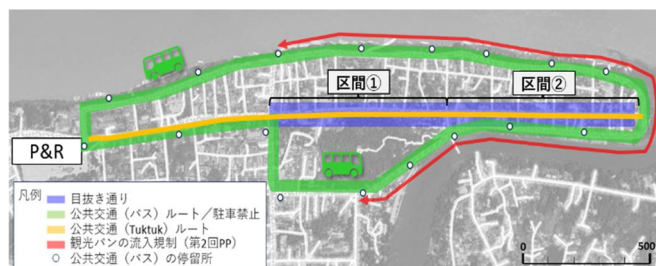 区間①
区間②
P&R
凡例
目抜き通り
公共交通（バス）ルート／駐車禁止
公共交通（Tuktuk）ルート
観光バンの流入規制（第2回PP）
公共交通（バス）の停留所
0 500